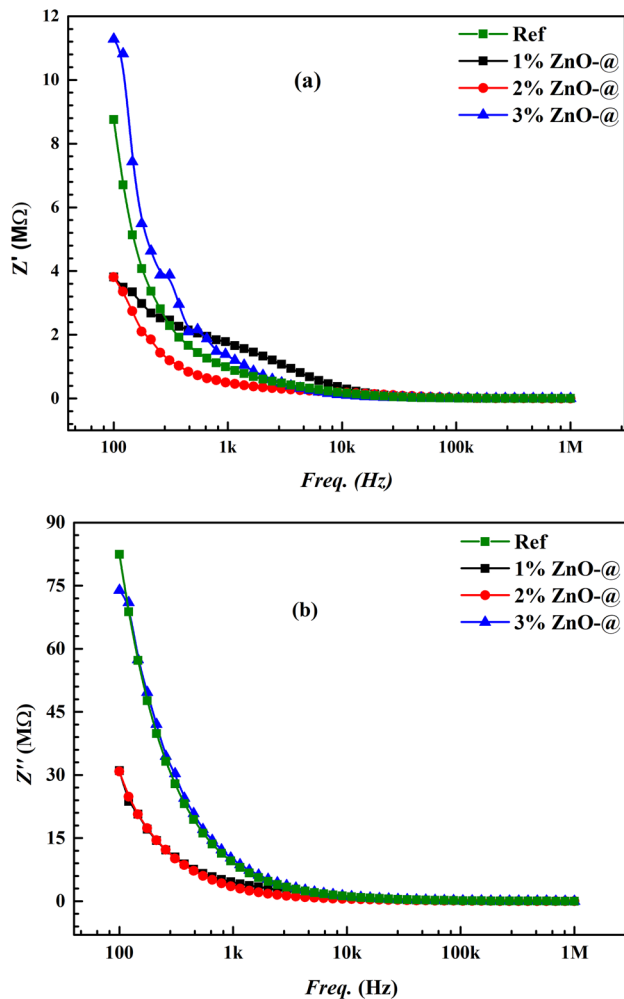 (a)
Ref
1% ZnO-@
2% ZnO-@
3% ZnO-@
Z' (MΩ)
12
10
8
6
4
2
0
100 1k 10k 100k 1M
Freq. (Hz)
(b)
Ref
1% ZnO-@
2% ZnO-@
3% ZnO-@
Z'' (MΩ)
90
75
60
45
30
15
0
100 1k 10k 100k 1M
Freq. (Hz)